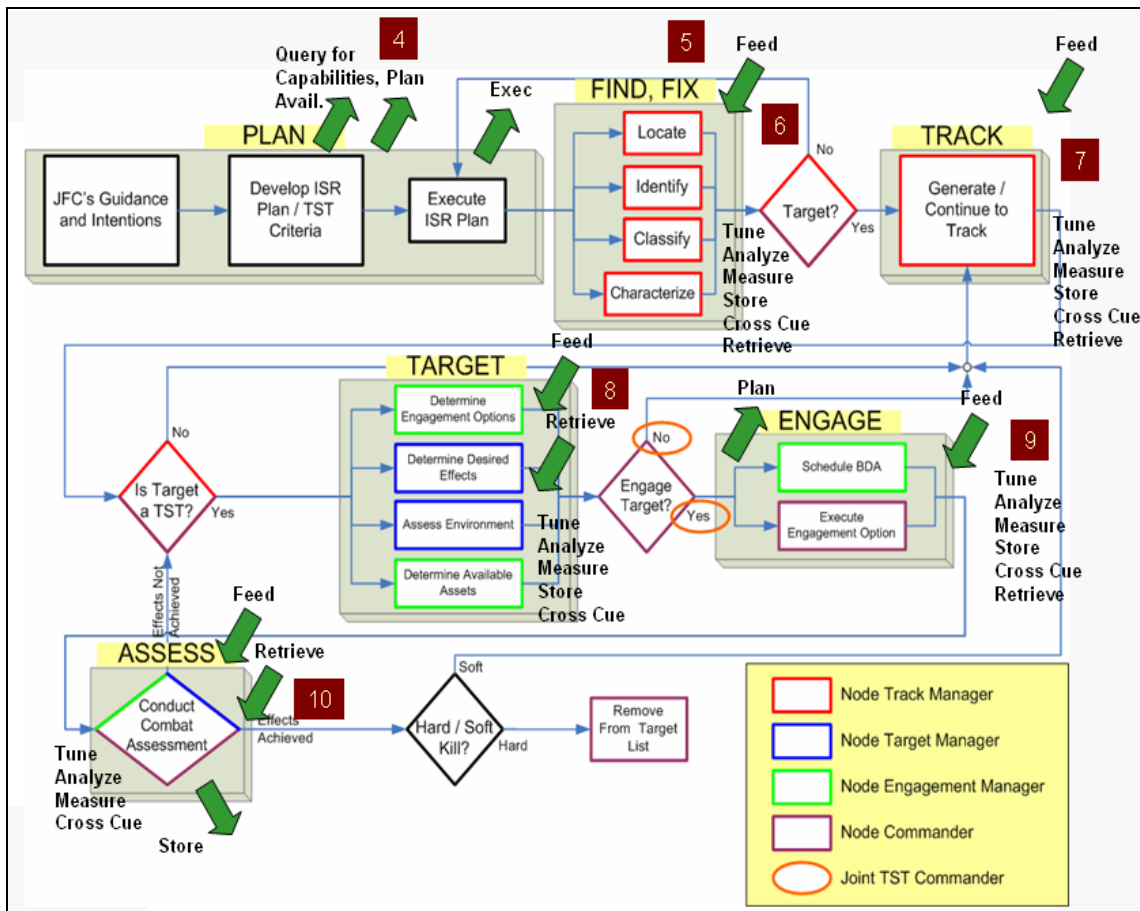 4
Query for
Capabilities, Plan
Avail.
Exec
5
Feed
Feed
PLAN
JFC's Guidance
and Intentions
Develop ISR
Plan / TST
Criteria
Execute
ISR Plan
FIND, FIX
Locate
Identify
Classify
Characterize
6
No
Target?
Yes
Tune
Analyze
Measure
Store
Cross Cue
Retrieve
TRACK
7
Generate /
Continue to
Track
Tune
Analyze
Measure
Store
Cross Cue
Retrieve
No
Is Target
a TST?
Yes
TARGET
Feed
8
Retrieve
Determine
Engagement Options
Determine Desired
Effects
Assess Environment
Determine Available
Assets
Tune
Analyze
Measure
Store
Cross Cue
No
Engage
Target?
Yes
Plan
Feed
ENGAGE
9
Schedule BDA
Execute
Engagement Option
Tune
Analyze
Measure
Store
Cross Cue
Retrieve
Effects Not
Achieved
Feed
ASSESS
Retrieve
10
Conduct
Combat
Assessment
Effects
Achieved
Tune
Analyze
Measure
Cross Cue
Store
Soft
Hard / Soft
Kill?
Hard
Remove
From Target
List
Node Track Manager
Node Target Manager
Node Engagement Manager
Node Commander
Joint TST Commander